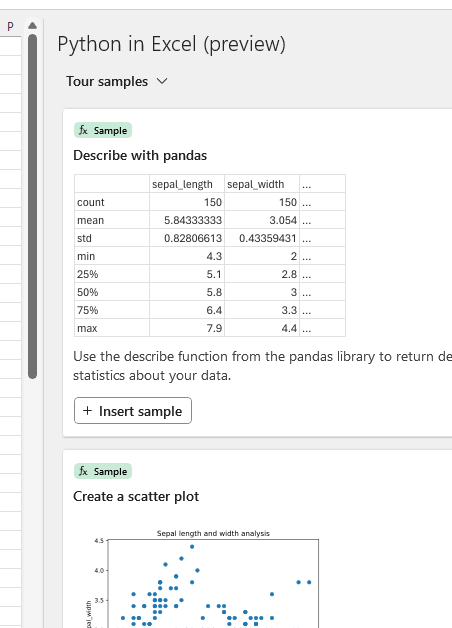 P
Python in Excel (preview)
Tour samples
fx Sample
Describe with pandas
sepal_length sepal_width ...
count 150 150 ...
mean 5.84333333 3.054 ...
std 0.82806613 0.43359431 ...
min 4.3 2 ...
25% 5.1 2.8 ...
50% 5.8 3 ...
75% 6.4 3.3 ...
max 7.9 4.4 ...
Use the describe function from the pandas library to return de
statistics about your data.
+ Insert sample
fx Sample
Create a scatter plot
Sepal length and width analysis
4.5
4.0
3.5
pal_width